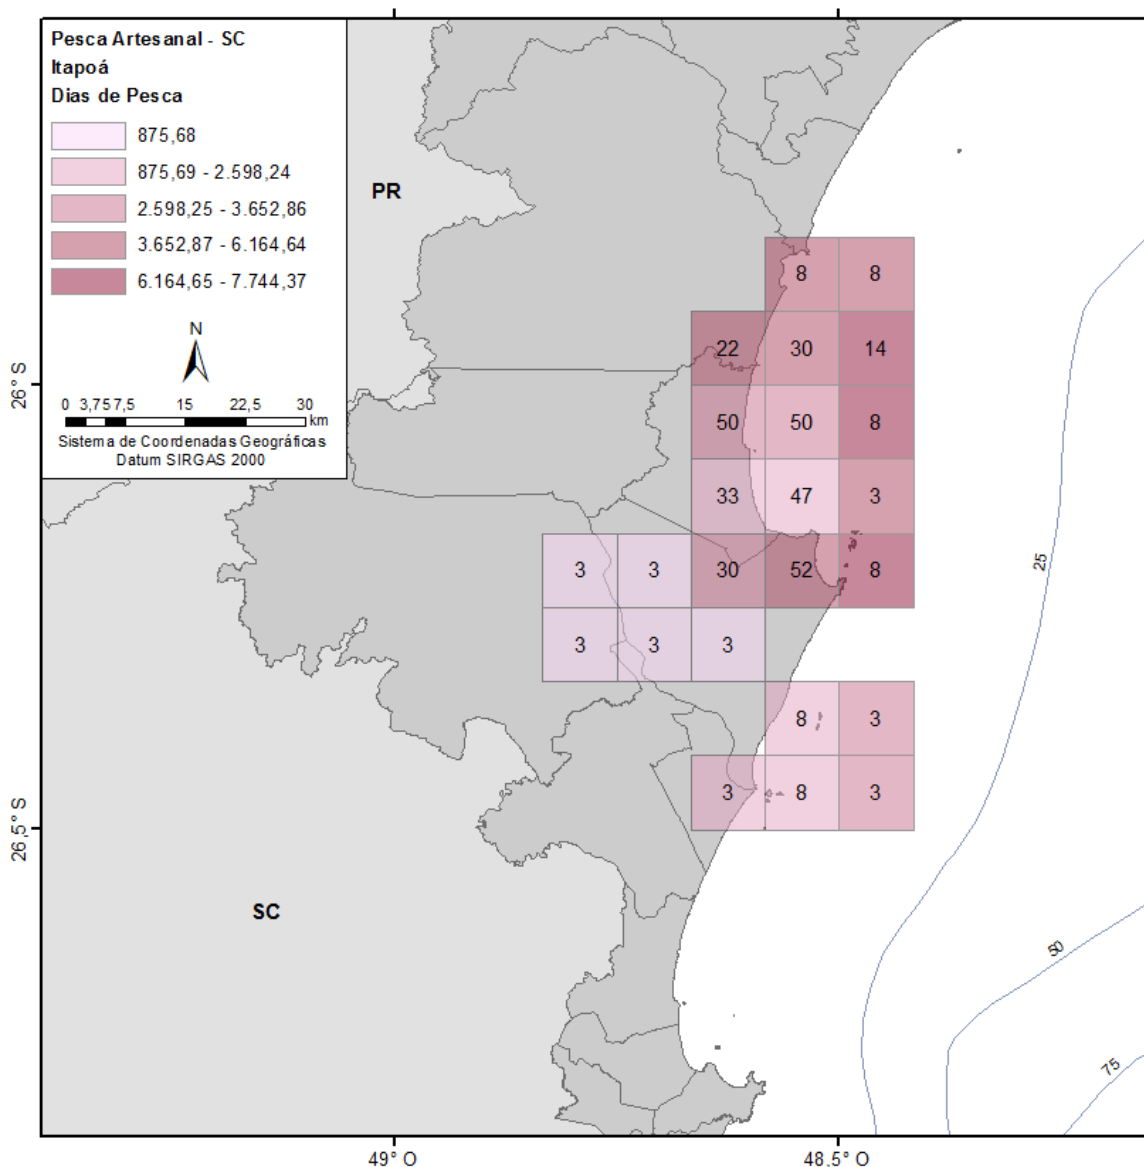 Pesca Artesanal - SC
Itapoá
Dias de Pesca
875,68
875,69 - 2.598,24
2.598,25 - 3.652,86
3.652,87 - 6.164,64
6.164,65 - 7.744,37
N
0 3,75 7,5 15 22,5 30
km
Sistema de Coordenadas Geográficas
Datum SIRGAS 2000
PR
8 8
22 30 14
26° S
50 50 8
33 47 3
3 3 30 52 8
25
3 3 3
8 3
3 8 3
26,5° S
SC
50
75
49° O 48,5° O